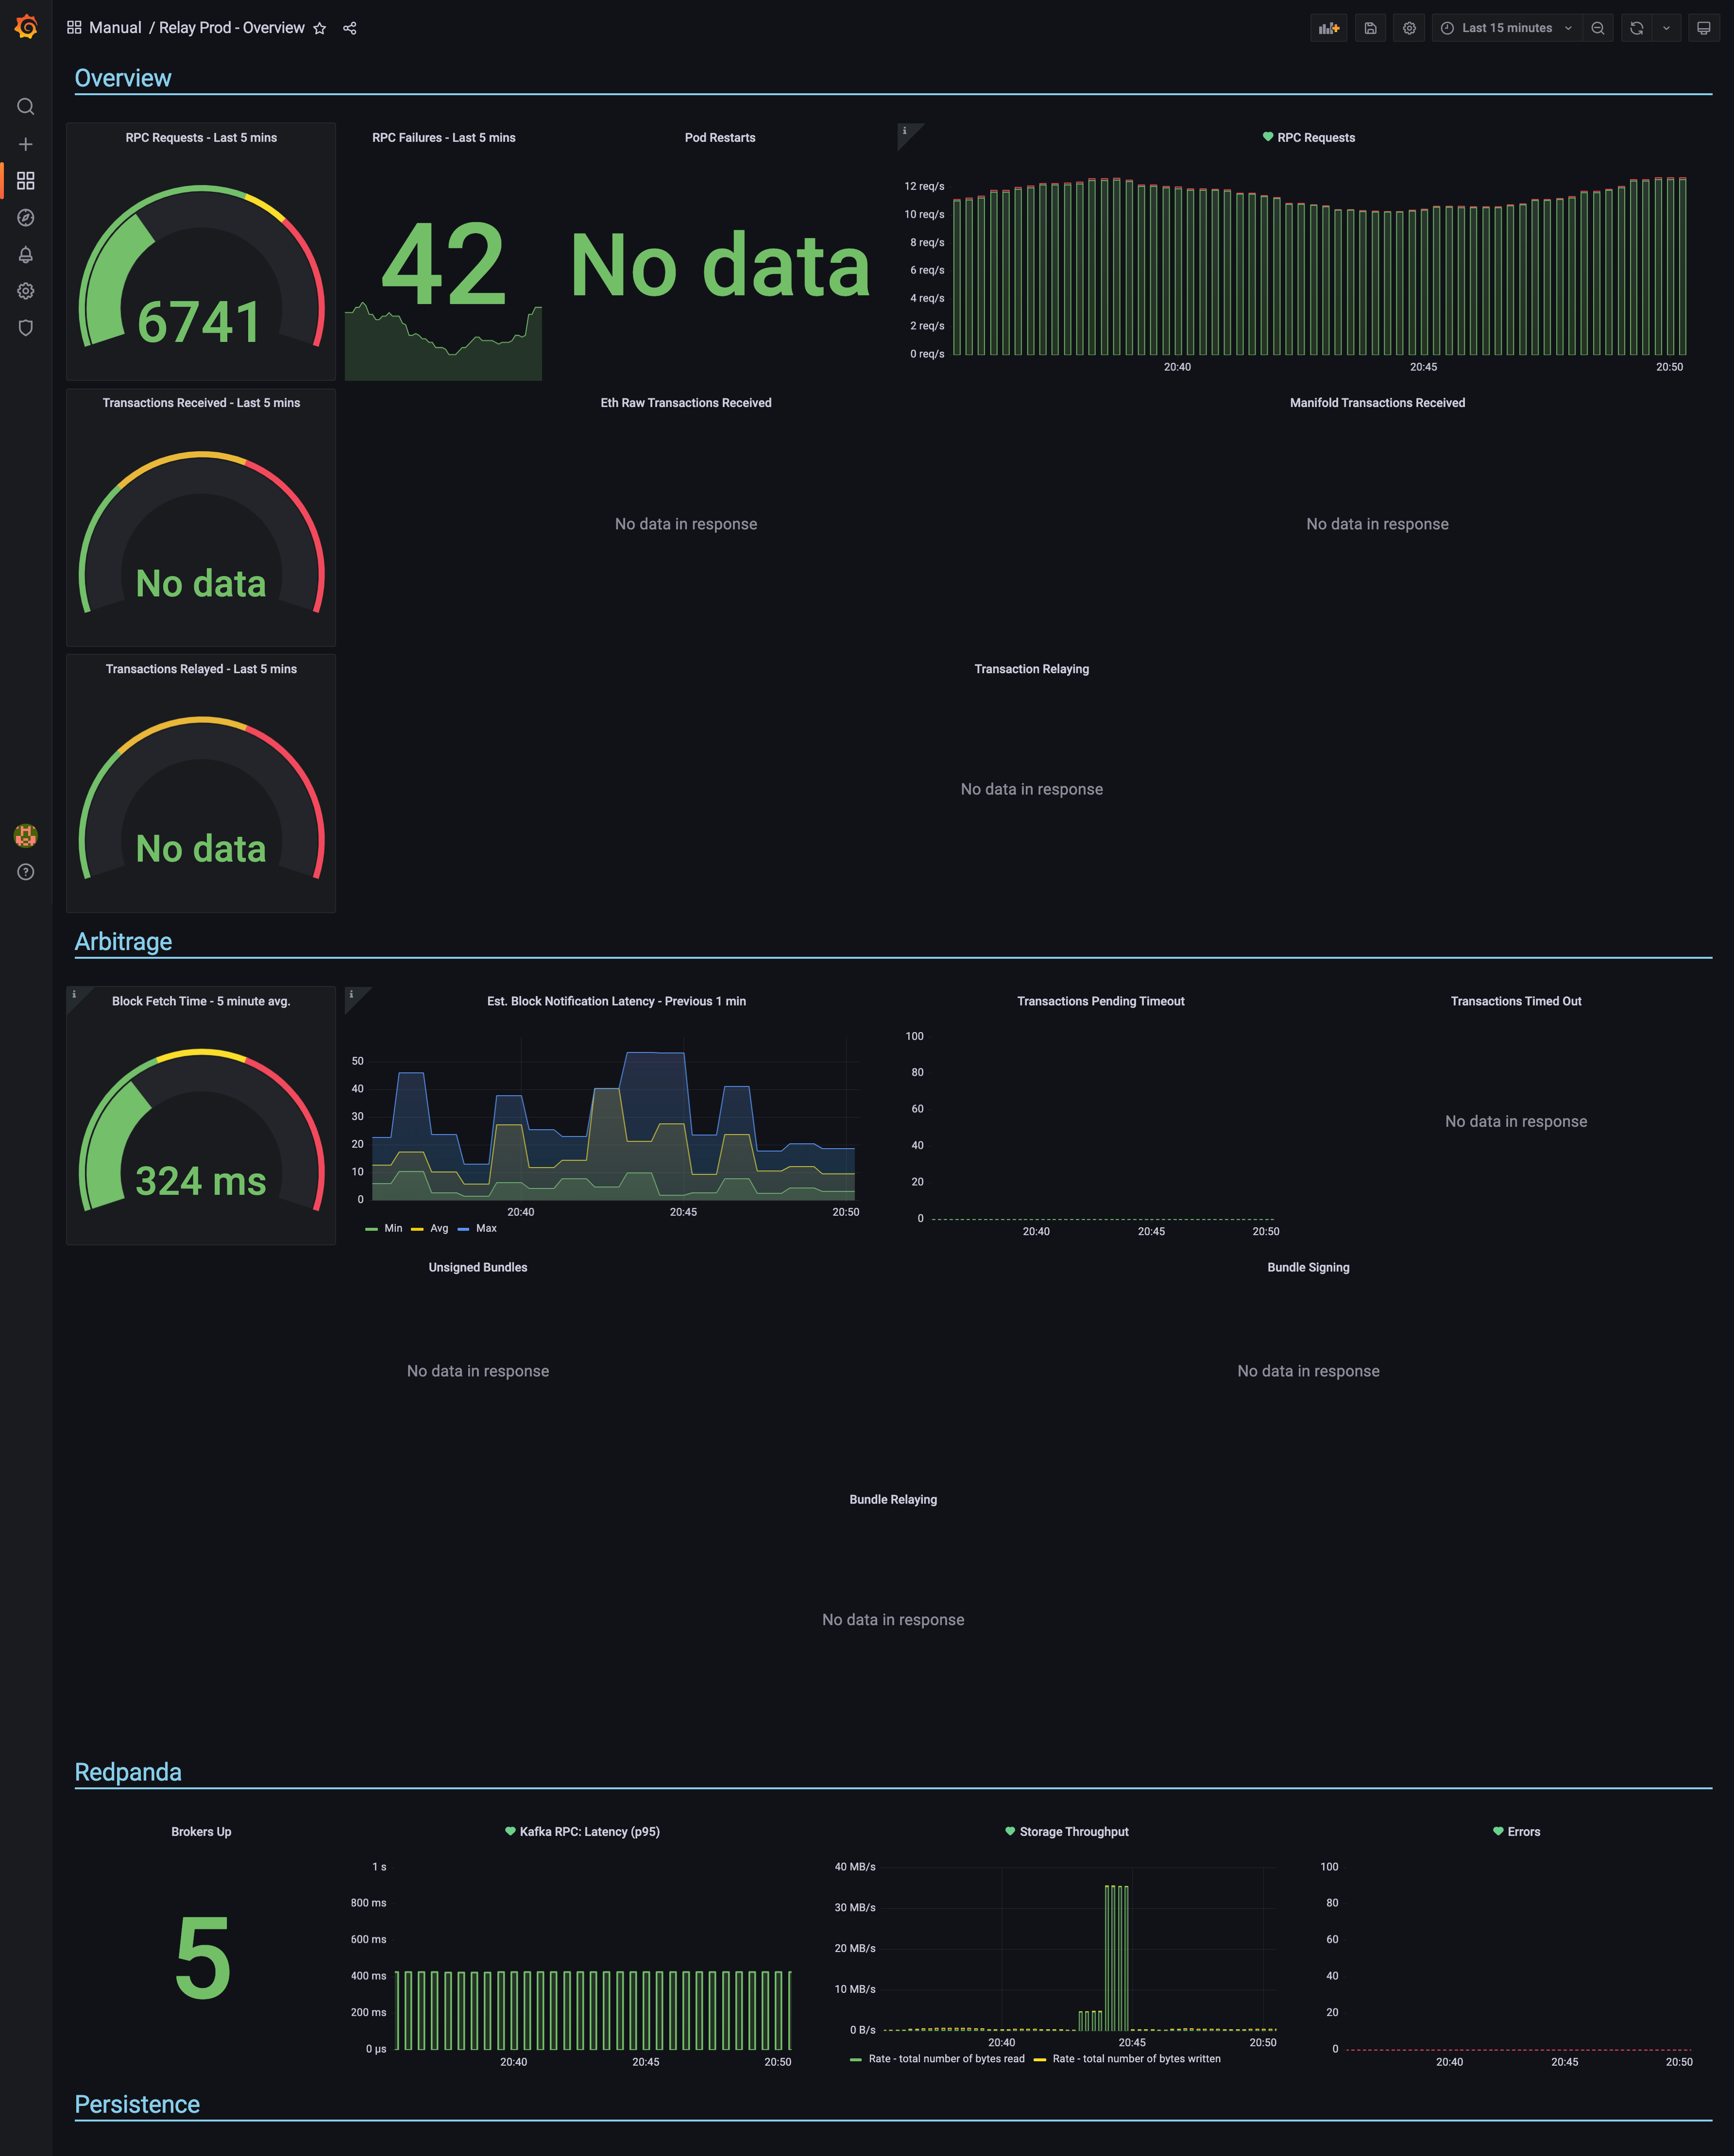 Manual / Relay Prod - Overview
Last 15 minutes
Overview
RPC Requests - Last 5 mins
6741
RPC Failures - Last 5 mins
42
Pod Restarts
No data
i
RPC Requests
12 req/s
10 req/s
8 req/s
6 req/s
4 req/s
2 req/s
0 req/s
20:40 20:45 20:50
Transactions Received - Last 5 mins
No data
Eth Raw Transactions Received
No data in response
Manifold Transactions Received
No data in response
Transactions Relayed - Last 5 mins
No data
Transaction Relaying
No data in response
Arbitrage
i
Block Fetch Time - 5 minute avg.
324 ms
i
Est. Block Notification Latency - Previous 1 min
50
40
30
20
10
0
20:40 20:45 20:50
Min Avg Max
Transactions Pending Timeout
100
80
60
40
20
0
20:40 20:45 20:50
Transactions Timed Out
No data in response
Unsigned Bundles
No data in response
Bundle Signing
No data in response
Bundle Relaying
No data in response
Redpanda
Brokers Up
5
Kafka RPC: Latency (p95)
1 s
800 ms
600 ms
400 ms
200 ms
0 µs
20:40 20:45 20:50
Storage Throughput
40 MB/s
30 MB/s
20 MB/s
10 MB/s
0 B/s
20:40 20:45 20:50
Rate - total number of bytes read Rate - total number of bytes written
Errors
100
80
60
40
20
0
20:40 20:45 20:50
Persistence